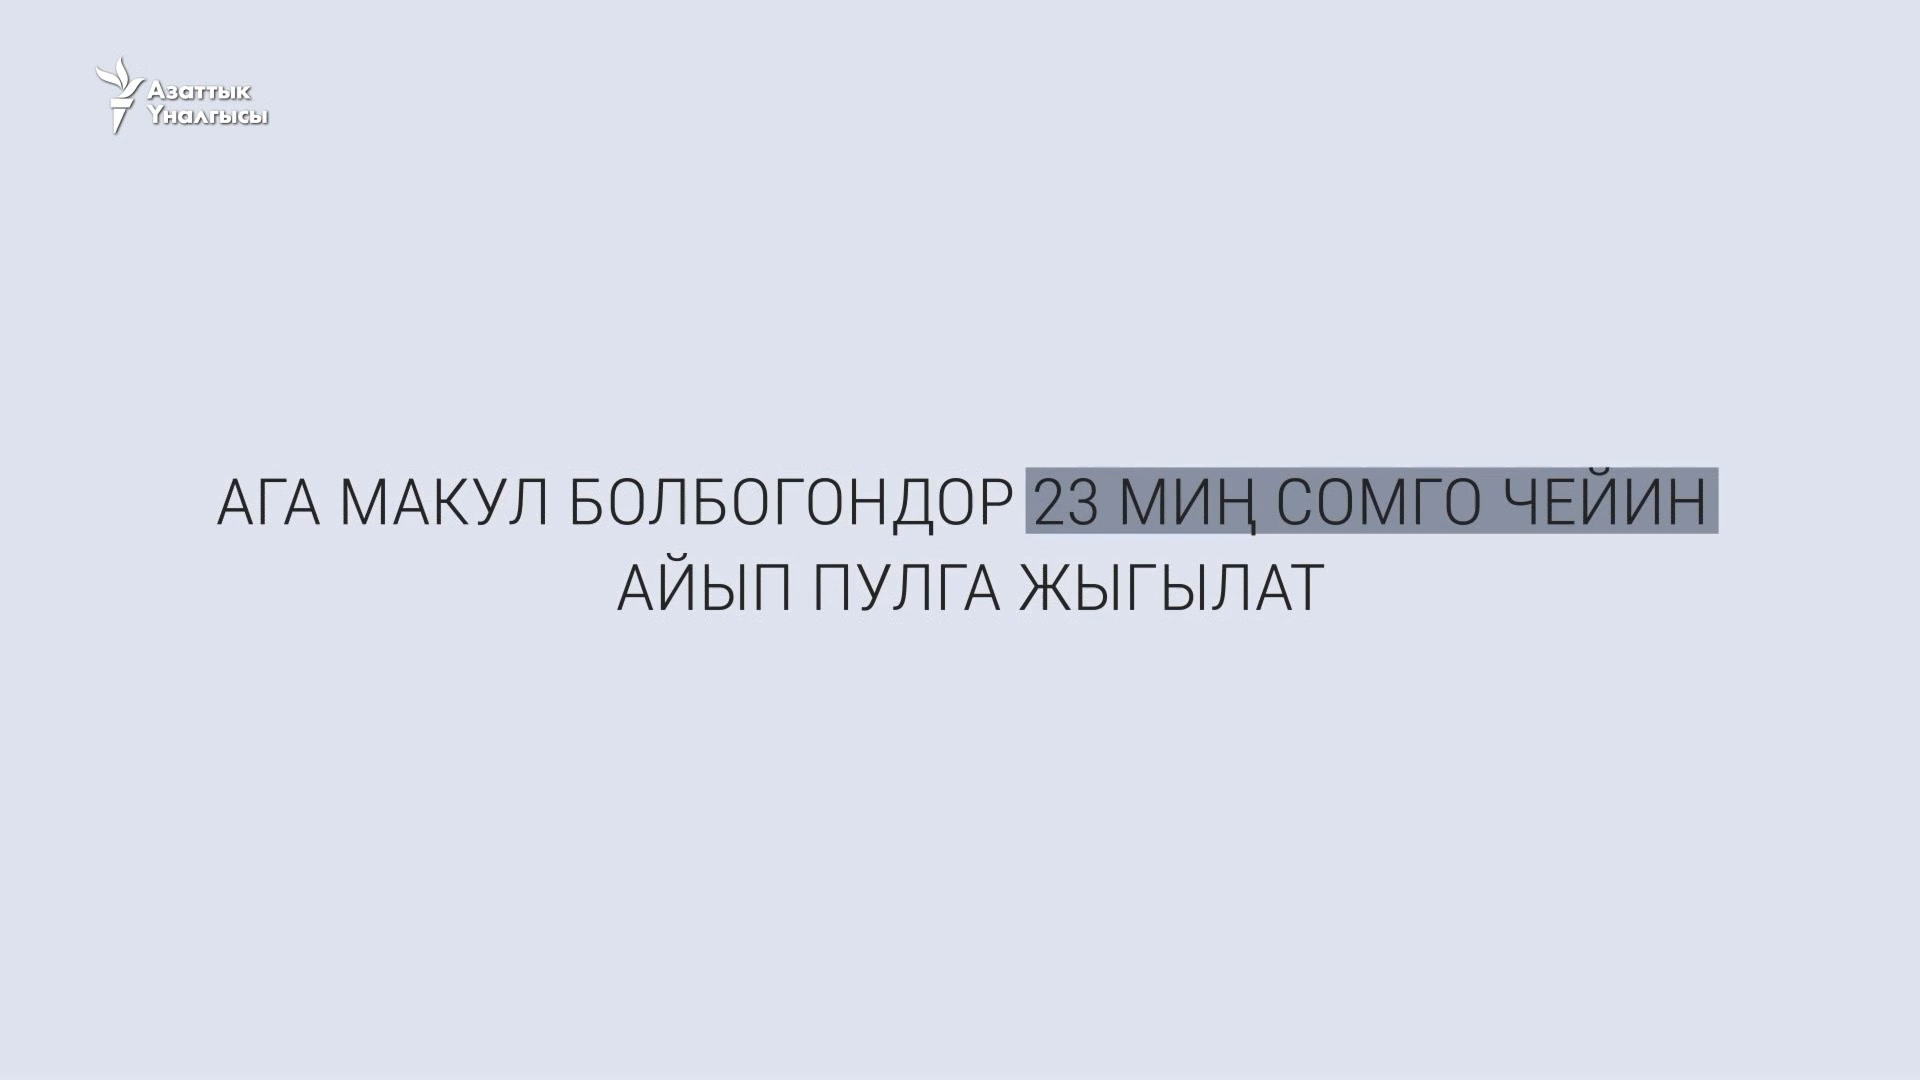 Азаттык
Үналгысы
АГА МАКУЛ БОЛБОГОНДОР 23 МИҢ СОМГО ЧЕЙИН
АЙЫП ПУЛГА ЖЫГЫЛАТ